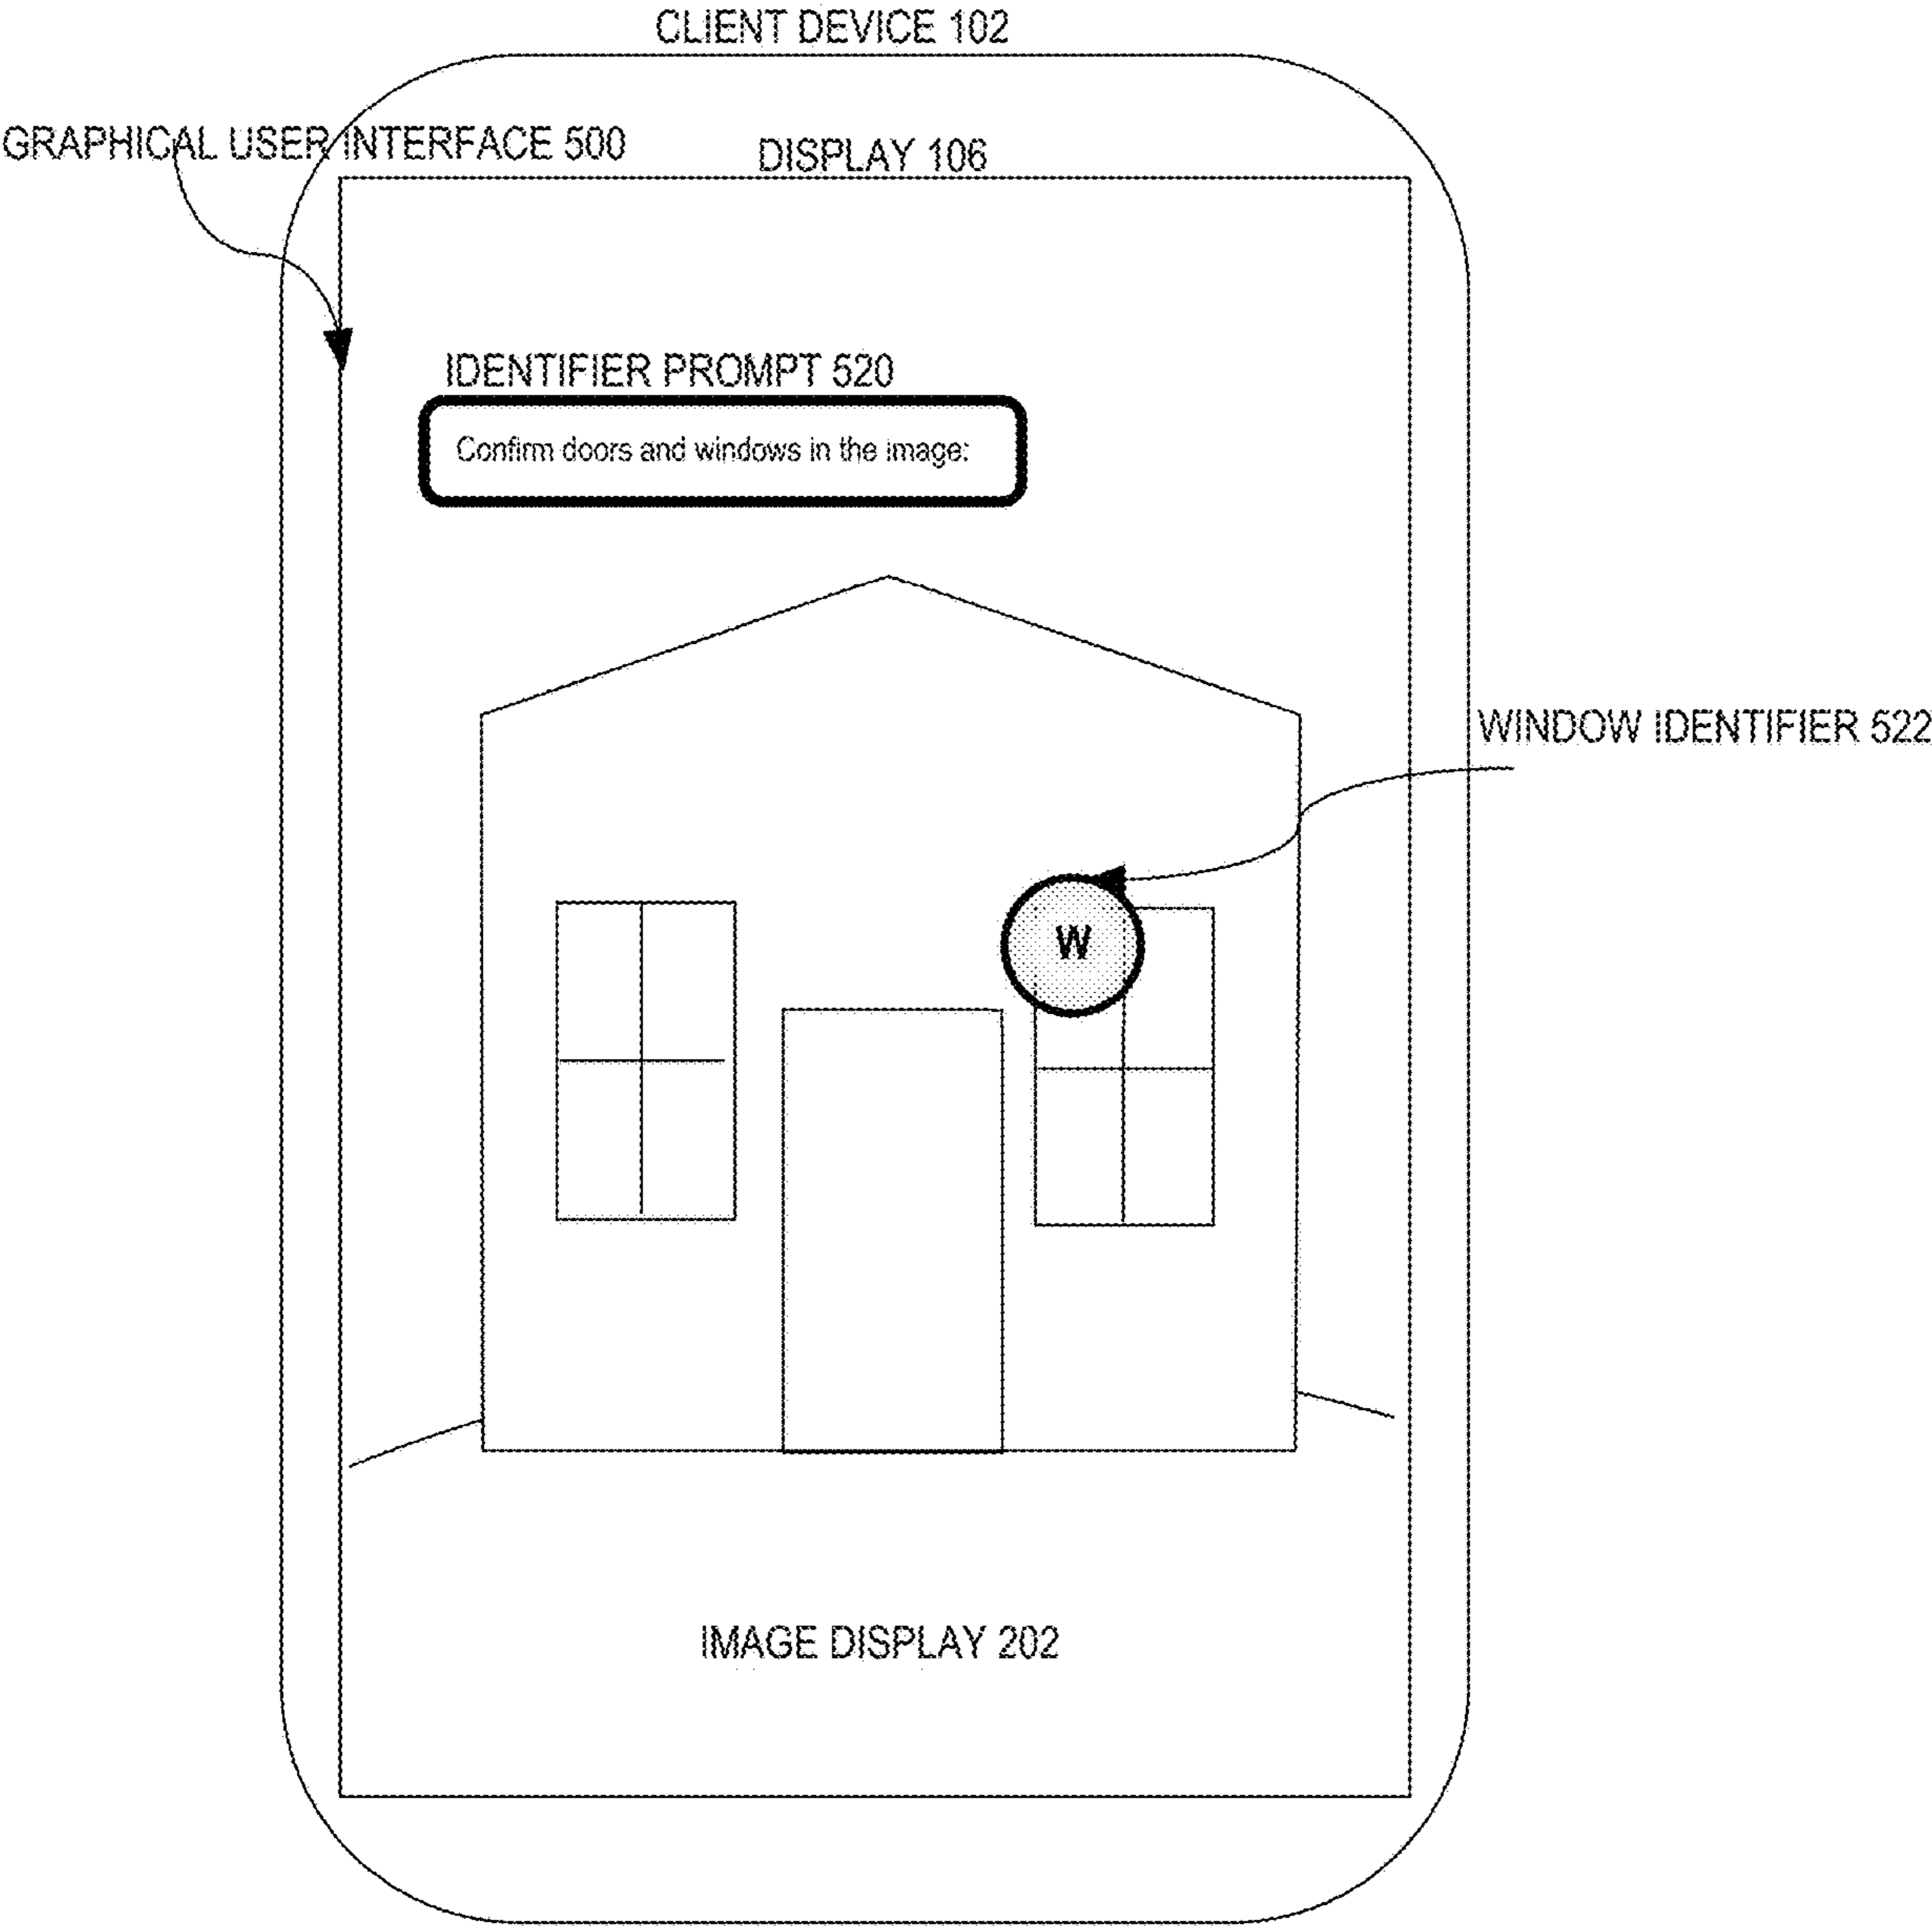 CLIENT DEVICE 102
GRAPHICAL USER INTERFACE 500
DISPLAY 106
IDENTIFIER PROMPT 520
Confirm doors and windows in the image:
WINDOW IDENTIFIER 522
W
IMAGE DISPLAY 202